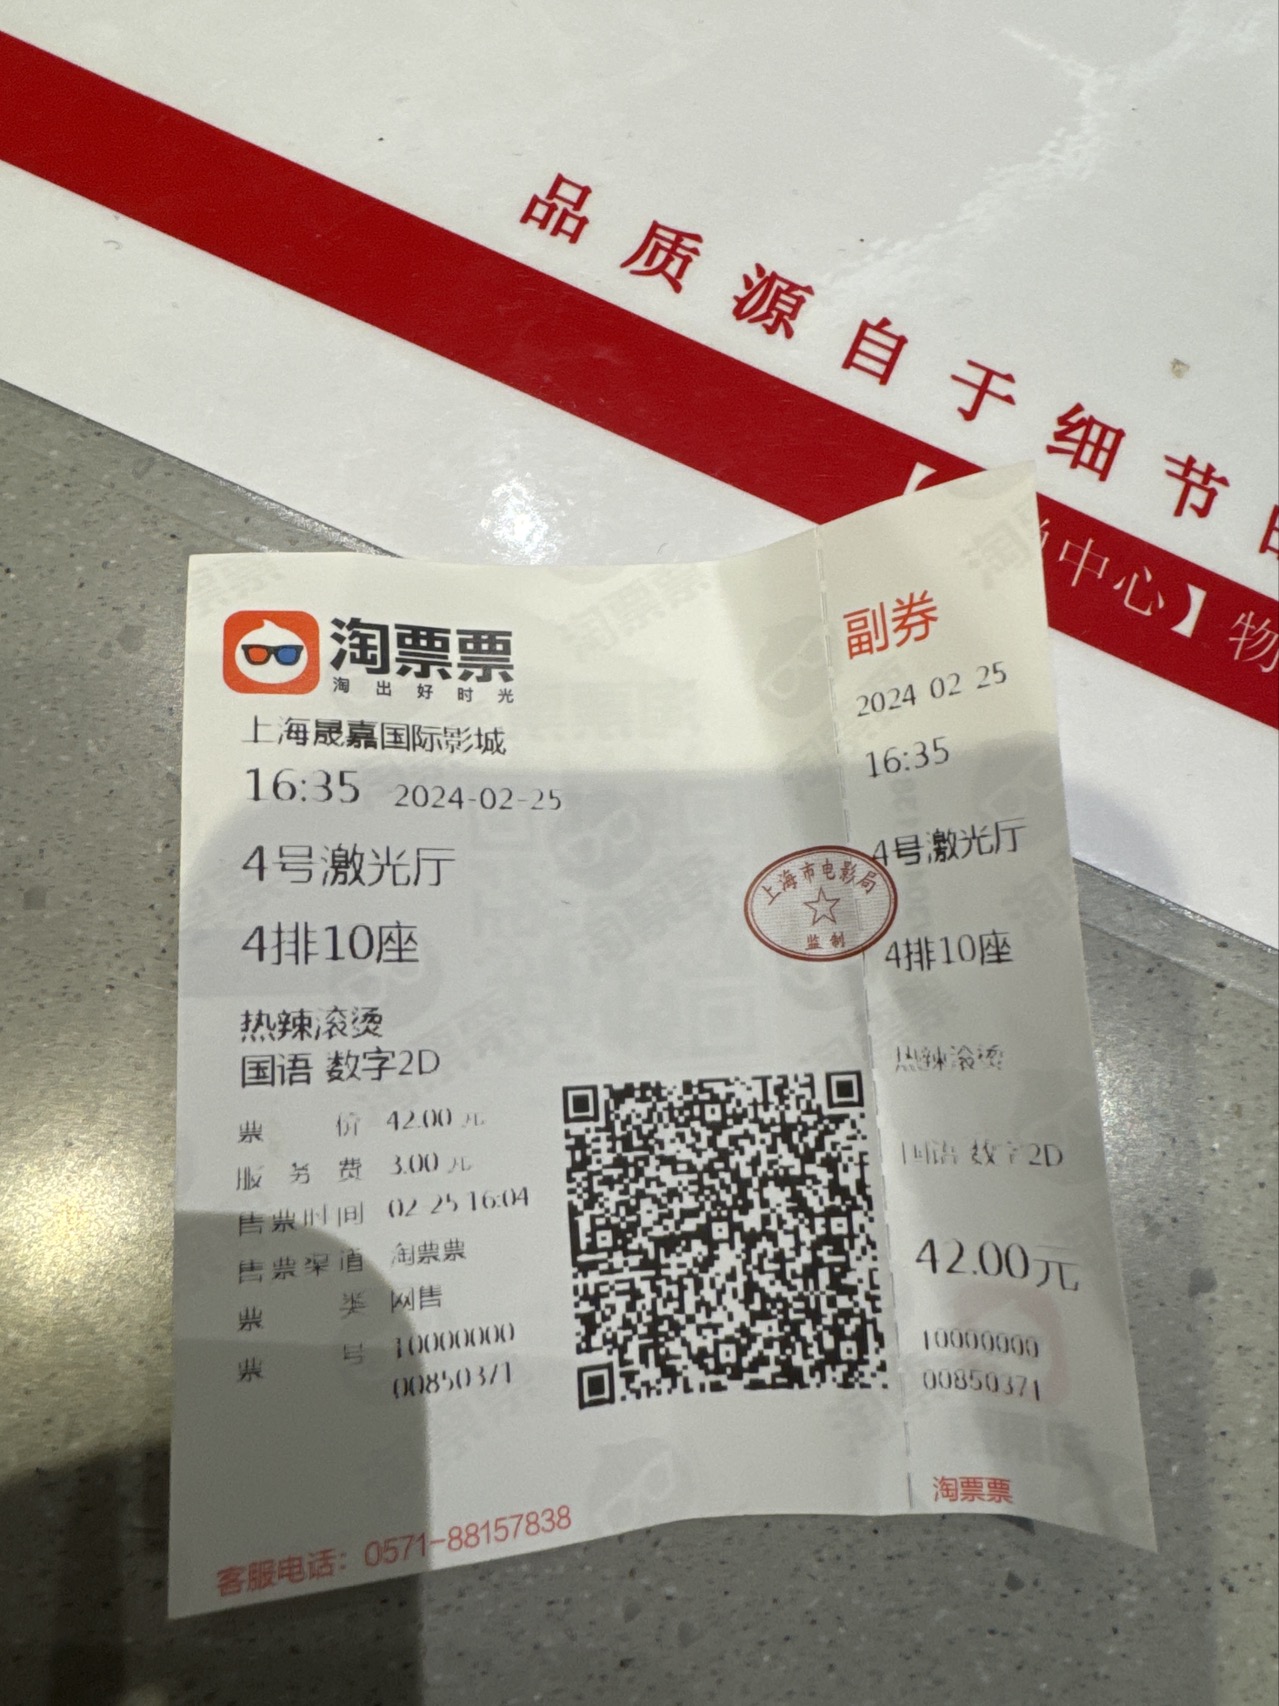 品质源自于细节
中心】物
淘票票
淘出好时光
上海晟嘉国际影城
16:35 2024-02-25
4号激光厅
4排10座
热辣滚烫
国语 数字2D
票价 42.00元
服务费 3.00元
售票时间 02-25 16:04
售票渠道 淘票票
票类 网售
票号 10000000
00850371
客服电话：0571-88157838
上海市电影局
监制
副券
2024 02 25
16:35
4号激光厅
4排10座
热辣滚烫
国语 数字2D
42.00元
10000000
00850371
淘票票